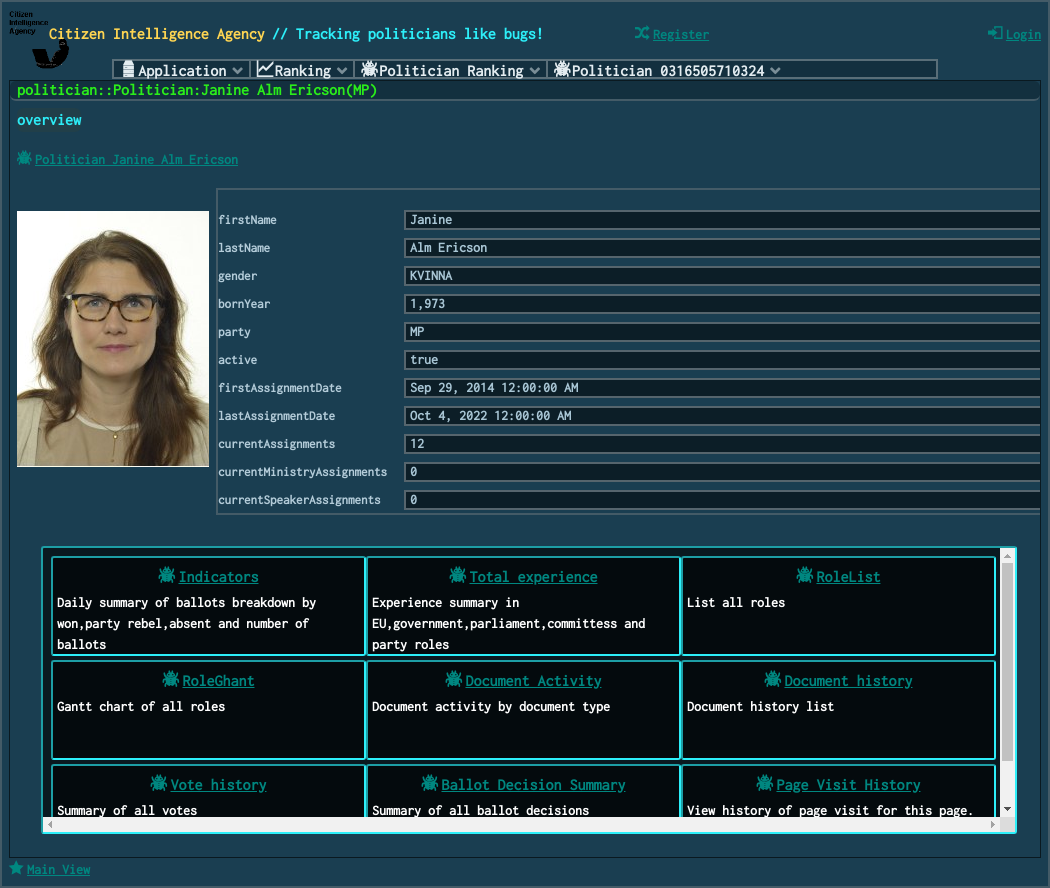 Citizen
Intelligence
Agency
Citizen Intelligence Agency // Tracking politicians like bugs!
Register
Login
Application
Ranking
Politician Ranking
Politician 0316505710324
politician::Politician:Janine Alm Ericson(MP)
overview
Politician Janine Alm Ericson
firstName Janine
lastName Alm Ericson
gender KVINNA
bornYear 1,973
party MP
active true
firstAssignmentDate Sep 29, 2014 12:00:00 AM
lastAssignmentDate Oct 4, 2022 12:00:00 AM
currentAssignments 12
currentMinistryAssignments 0
currentSpeakerAssignments 0
Indicators
Daily summary of ballots breakdown by
won,party rebel,absent and number of
ballots
Total experience
Experience summary in
EU,government,parliament,committess and
party roles
RoleList
List all roles
RoleGhant
Gantt chart of all roles
Document Activity
Document activity by document type
Document history
Document history list
Vote history
Summary of all votes
Ballot Decision Summary
Summary of all ballot decisions
Page Visit History
View history of page visit for this page.
Main View